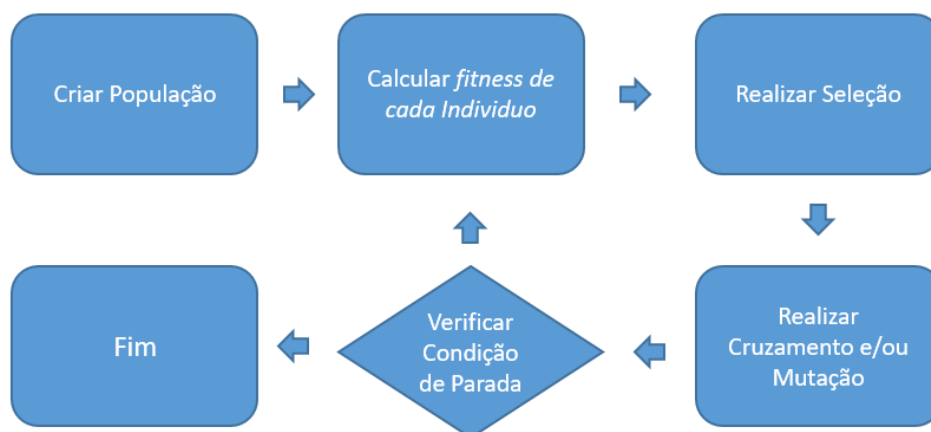 Criar População
Calcular fitness de
cada Individuo
Realizar Seleção
Realizar
Cruzamento e/ou
Mutação
Verificar
Condição
de Parada
Fim